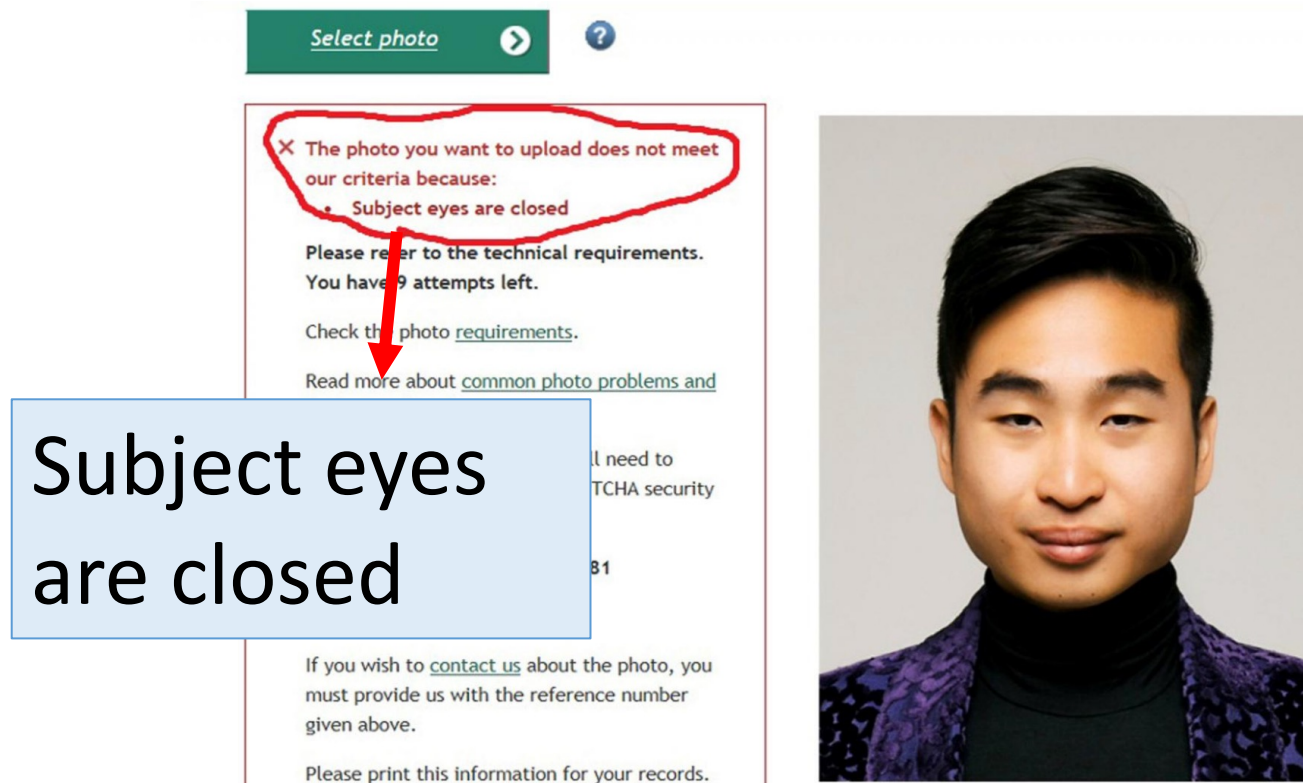 Select photo
?
The photo you want to upload does not meet
our criteria because:
• Subject eyes are closed
Please refer to the technical requirements.
You have 9 attempts left.
Check the photo requirements.
Read more about common photo problems and
Subject eyes
are closed
ll need to
TCHA security
81
If you wish to contact us about the photo, you
must provide us with the reference number
given above.
Please print this information for your records.